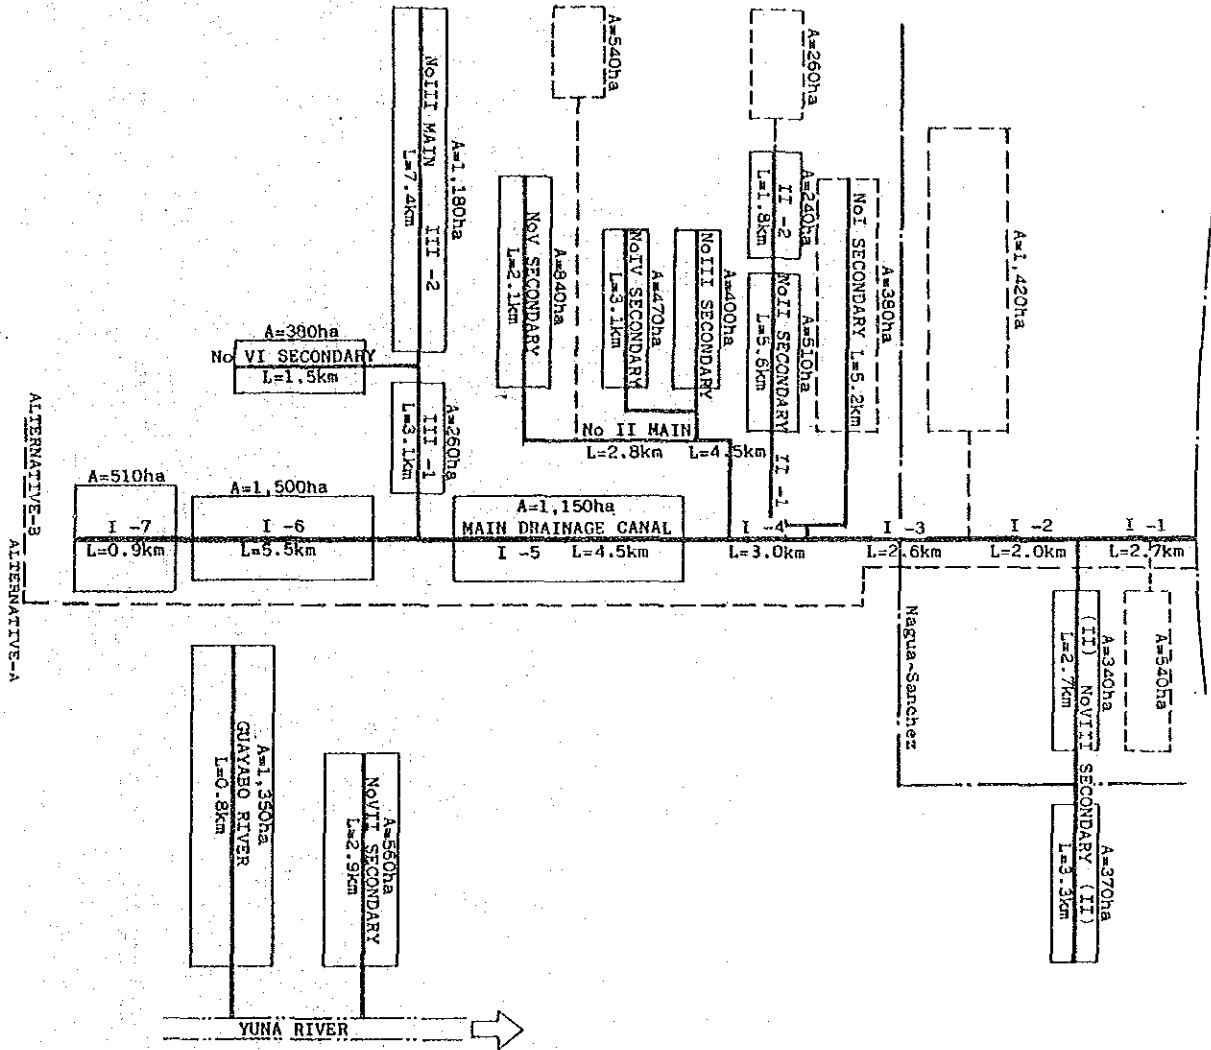 A=540ha
A=260ha
NoIII MAIN III -2
L=7.4km
A=1,180ha
A=240ha
II -2
L=1.8km
NoI SECONDARY L=5.2km
A=380ha
A=1,420ha
NoV SECONDARY
L=2.1km
A=840ha
NoIV SECONDARY
L=3.1km
A=470ha
NoIII SECONDARY
A=400ha
NoII SECONDARY II -1
L=5.6km
A=510ha
A=380ha
No VI SECONDARY
L=1.5km
III -1
L=3.1km
A=260ha
No II MAIN
L=2.8km L=4.5km
ALTERNATIVE-B
ALTERNATIVE-A
A=510ha
I -7
L=0.9km
A=1,500ha
I -6
L=5.5km
A=1,150ha
MAIN DRAINAGE CANAL
I -5 L=4.5km
I -4
L=3.0km
I -3
L=2.6km
I -2
L=2.0km
I -1
L=2.7km
Nagua~Sanchez
A=340ha
(II) NoVIII SECONDARY (II)
L=2.7km
A=540ha
A=370ha
L=3.3km
A=1,350ha
GUAYABO RIVER
L=0.8km
A=560ha
NoVII SECONDARY
L=2.9km
YUNA RIVER